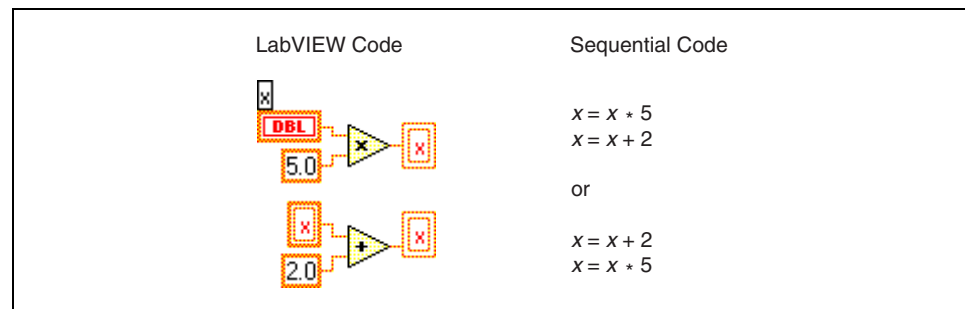 LabVIEW Code
Sequential Code
x
DBL
x
x
5.0
x
x
+
2.0
x = x * 5
x = x + 2
or
x = x + 2
x = x * 5